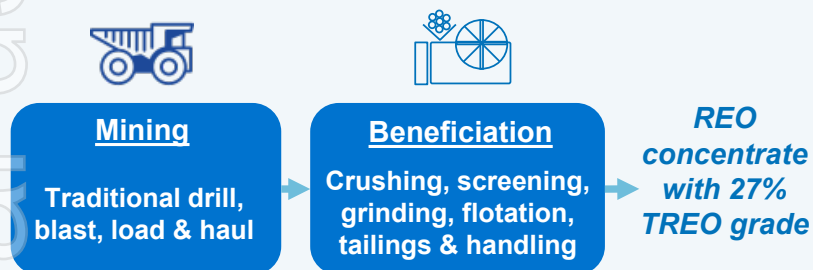 Mining
Traditional drill,
blast, load & haul
Beneficiation
Crushing, screening,
grinding, flotation,
tailings & handling
REO
concentrate
with 27%
TREO grade